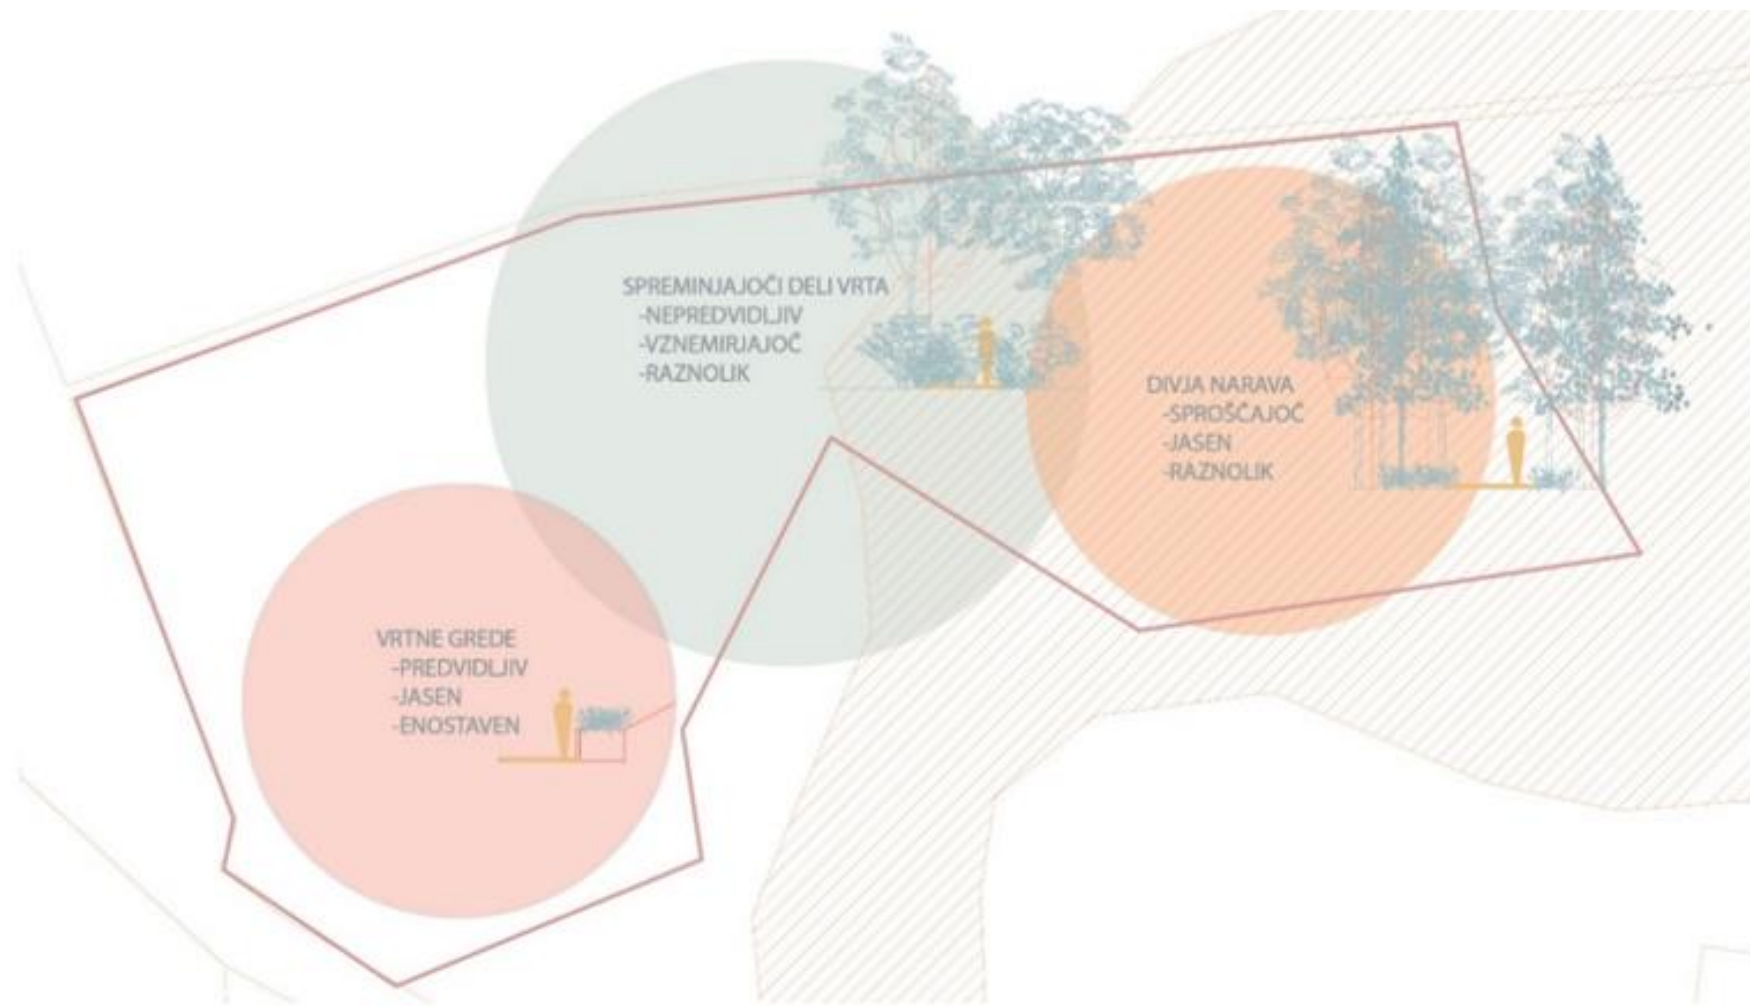 SPREMINJAJOČI DELI VRTA
-NEPREDVIDLJIV
-VZNEMIRJAJOČ
-RAZNOLIK
DIVJA NARAVA
-SPROŠČAJOČ
-JASEN
-RAZNOLIK
VRTNE GREDE
-PREDVIDLJIV
-JASEN
-ENOSTAVEN